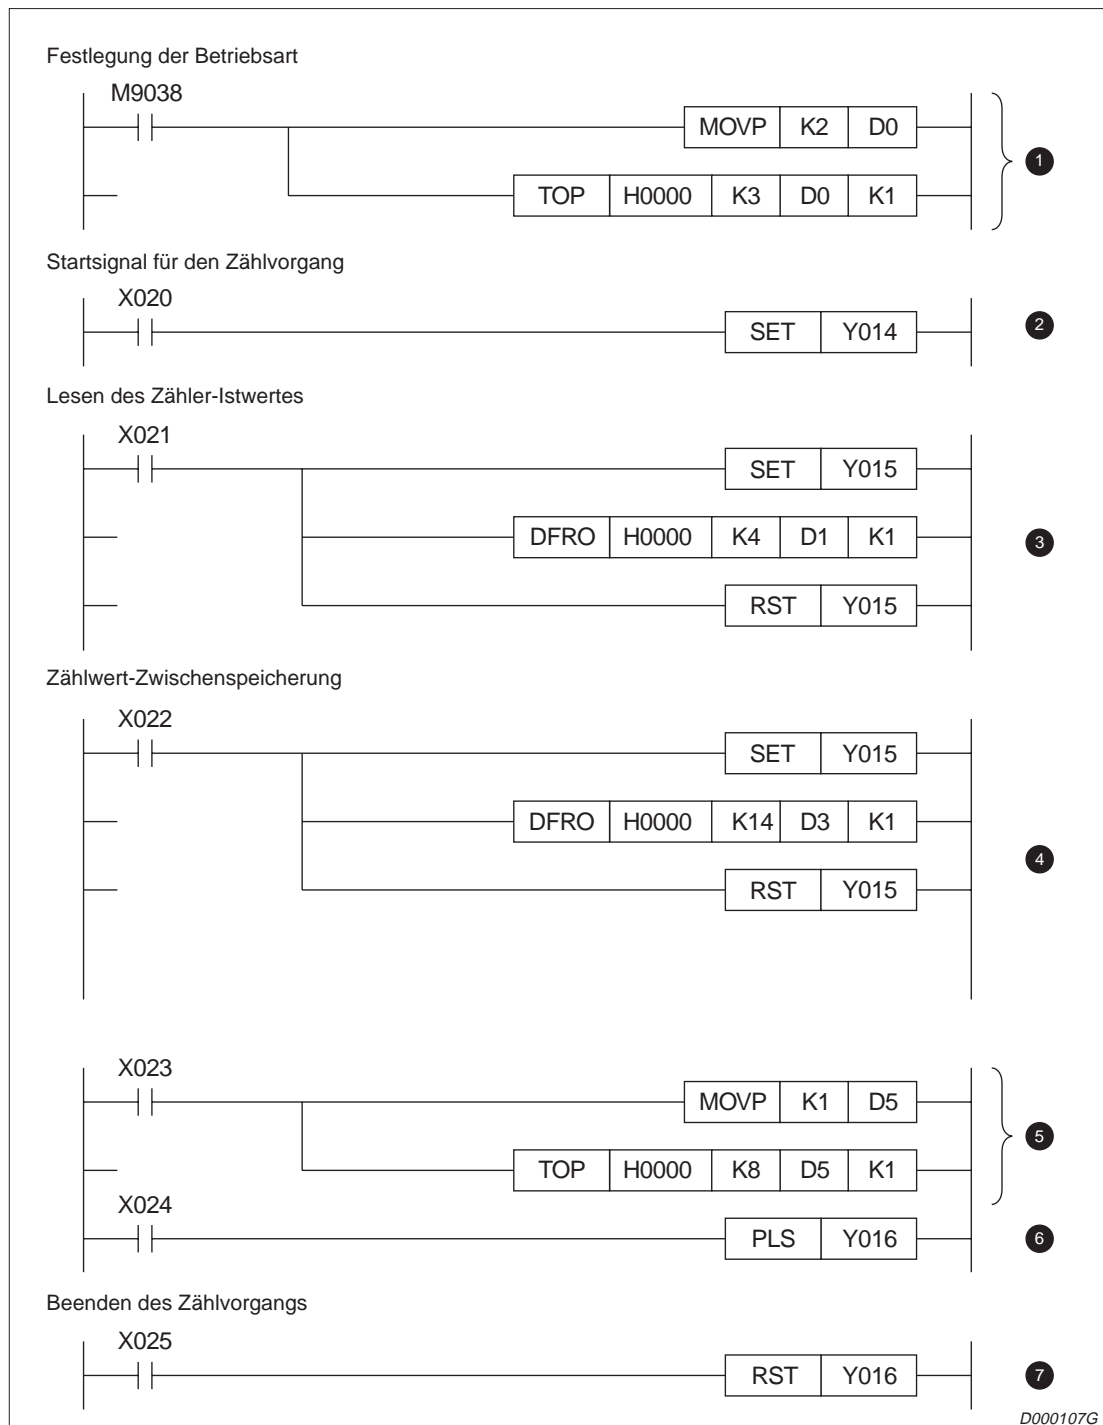 Festlegung der Betriebsart
M9038
MOVP K2 D0
1
TOP H0000 K3 D0 K1
Startsignal für den Zählvorgang
X020
SET Y014
2
Lesen des Zähler-Istwertes
X021
SET Y015
DFRO H0000 K4 D1 K1
3
RST Y015
Zählwert-Zwischenspeicherung
X022
SET Y015
DFRO H0000 K14 D3 K1
4
RST Y015
X023
MOVP K1 D5
5
TOP H0000 K8 D5 K1
X024
PLS Y016
6
Beenden des Zählvorgangs
X025
RST Y016
7
D000107G